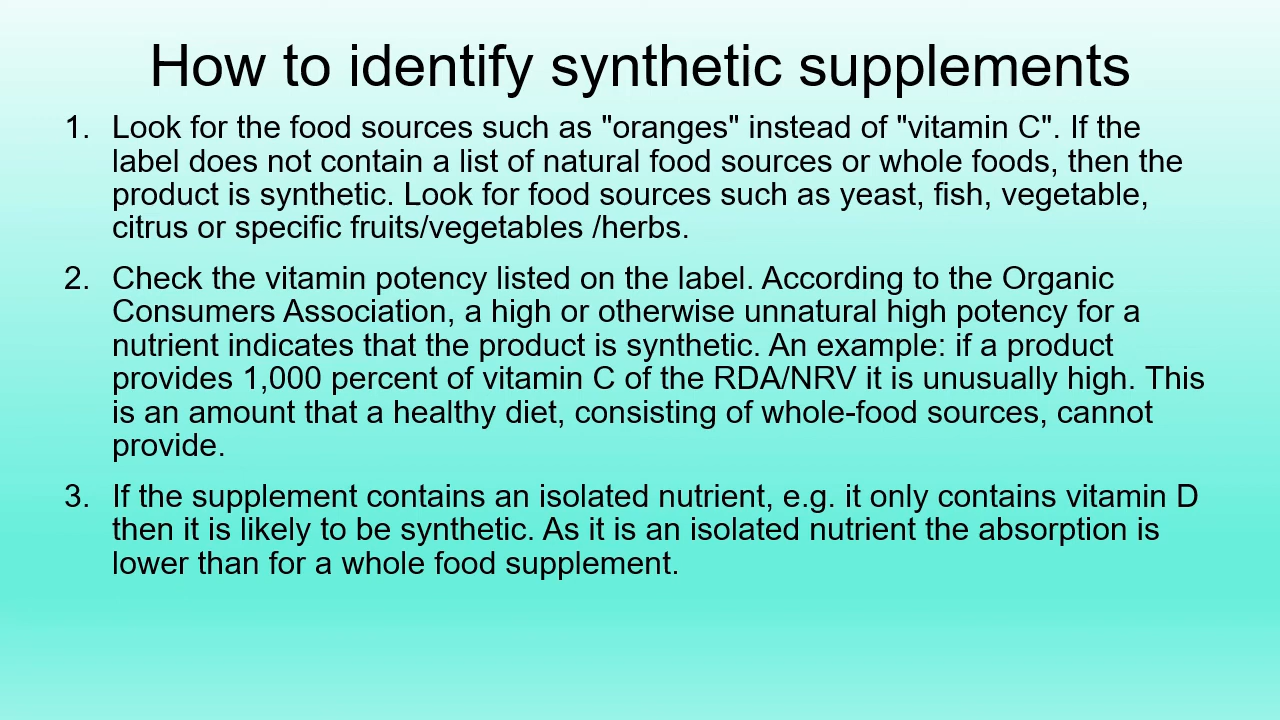 How to identify synthetic supplements
1. Look for the food sources such as "oranges" instead of "vitamin C". If the
label does not contain a list of natural food sources or whole foods, then the
product is synthetic. Look for food sources such as yeast, fish, vegetable,
citrus or specific fruits/vegetables /herbs.
2. Check the vitamin potency listed on the label. According to the Organic
Consumers Association, a high or otherwise unnatural high potency for a
nutrient indicates that the product is synthetic. An example: if a product
provides 1,000 percent of vitamin C of the RDA/NRV it is unusually high. This
is an amount that a healthy diet, consisting of whole-food sources, cannot
provide.
3. If the supplement contains an isolated nutrient, e.g. it only contains vitamin D
then it is likely to be synthetic. As it is an isolated nutrient the absorption is
lower than for a whole food supplement.